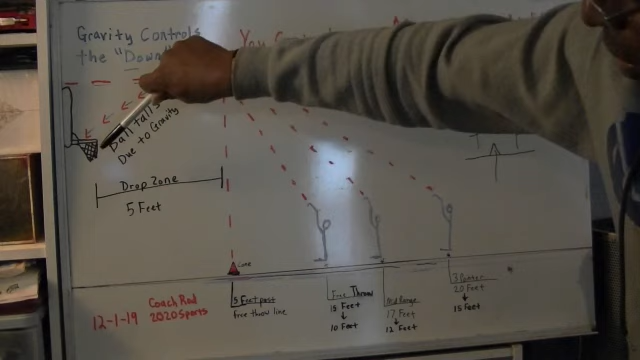 Gravity Controls
the "Down"
You
Ball falls
Due to Gravity
Drop Zone
5 Feet
cone
12-1-19
Coach Rod
2020 Sports
5 Feet past
free throw line
Free Throw
15 Feet
10 Feet
Mid Range
17 Feet
12 Feet
3 Pointer
20 Feet
15 Feet